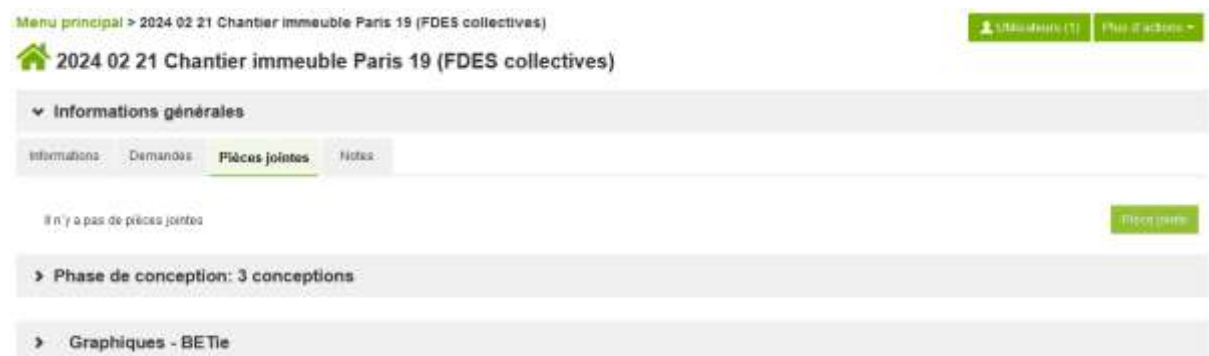 Menu principal > 2024 02 21 Chantier immeuble Paris 19 (FDES collectives)
Utilisateurs (1) Plus d'actions
2024 02 21 Chantier immeuble Paris 19 (FDES collectives)
Informations générales
Informations Demandes Pièces jointes Notes
Il n'y a pas de pièces jointes
Pièce jointe
Phase de conception: 3 conceptions
Graphiques - BETie